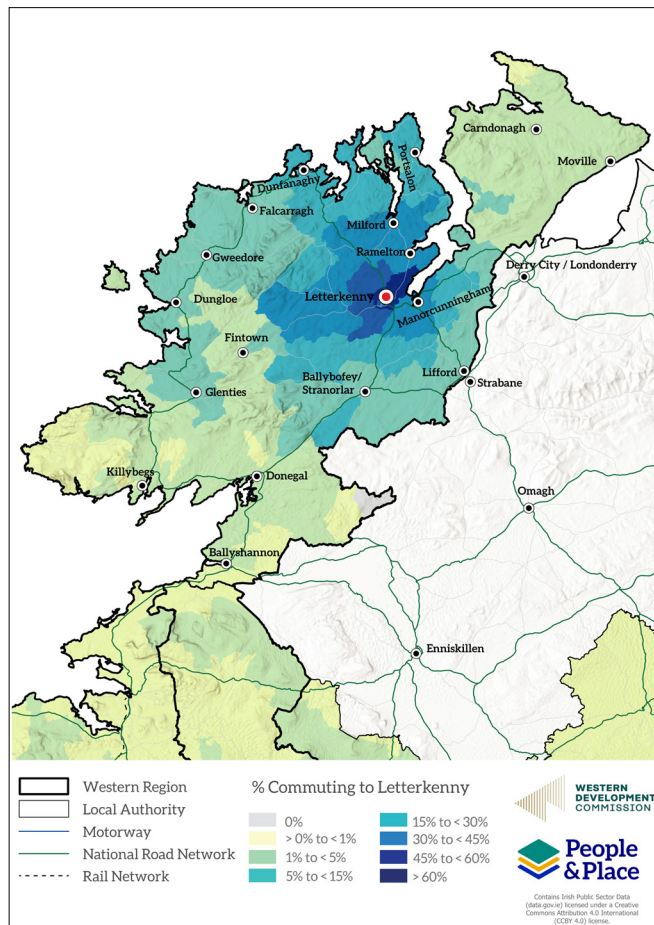 Carndonagh
Moville
Portsalon
Dunfanaghy
Falcarragh
Milford
Ramelton
Gweedore
Derry City / Londonderry
Letterkenny
Manorcunningham
Dungloe
Fintown
Ballybofey/
Stranorlar
Lifford
Strabane
Glenties
Killybegs
Donegal
Omagh
Ballyshannon
Enniskillen
Western Region
Local Authority
Motorway
National Road Network
Rail Network
% Commuting to Letterkenny
0%
> 0% to < 1%
1% to < 5%
5% to <15%
15% to < 30%
30% to < 45%
45% to < 60%
> 60%
WESTERN
DEVELOPMENT
COMMISSION
People
& Place
Contains Irish Public Sector Data
(data.gov.ie) licensed under a Creative
Commons Attribution 4.0 International
(CCBY 4.0) license.